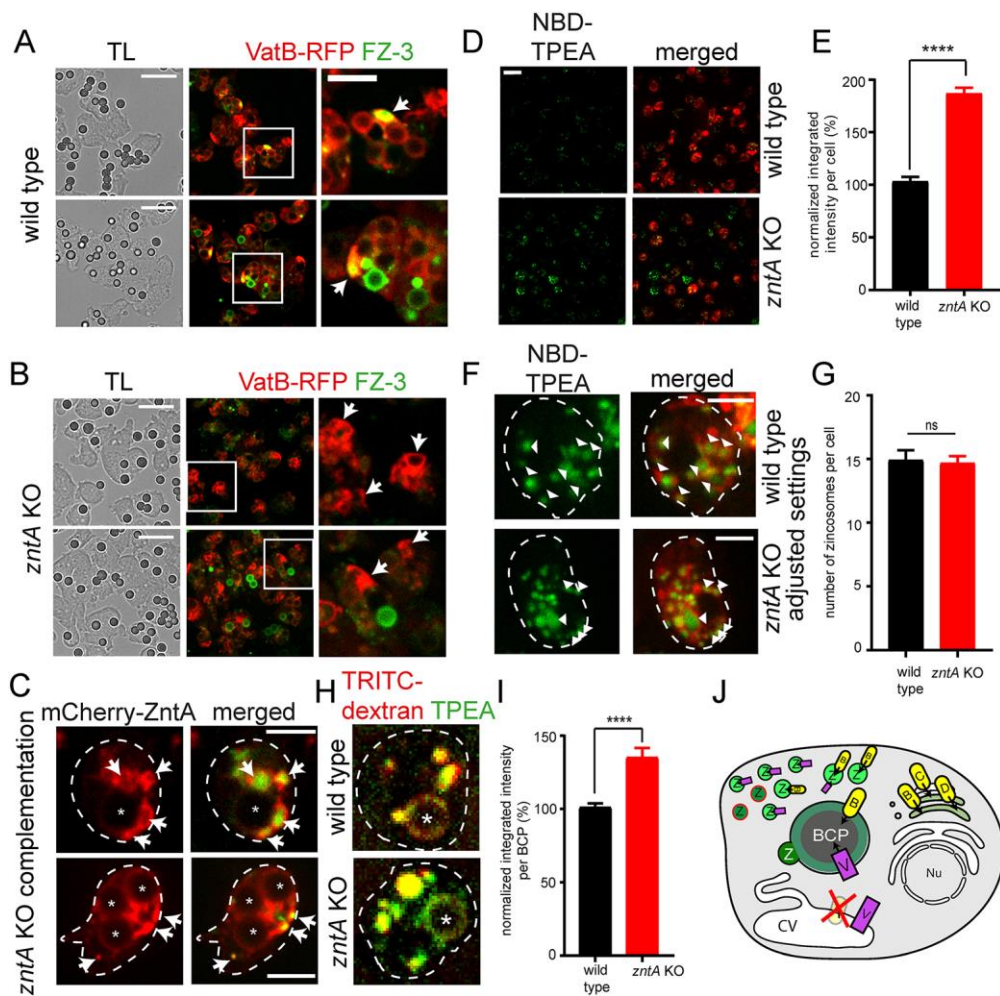 A
TL
VatB-RFP FZ-3
wild type
B
TL
VatB-RFP FZ-3
zntA KO
C
mCherry-ZntA
merged
zntA KO complementation
*
*
*
*
*
*
*
*
D
NBD-
TPEA
merged
wild type
zntA KO
E
****
normalized integrated
intensity per cell (%)
200
150
100
50
0
wild
type
zntA KO
F
NBD-
TPEA
merged
wild type
zntA KO
adjusted settings
G
ns
number of zincosomes per cell
20
15
10
5
0
wild
type
zntA KO
H
TRITC-
dextran TPEA
wild type
zntA KO
*
*
I
****
normalized integrated intensity
per BCP (%)
150
100
50
0
wild
type
zntA KO
J
Z
Z
Z
Z
Z
Z
Z
Z
Z
B
B
B
B
C
D
BCP
Z
V
Nu
CV
V